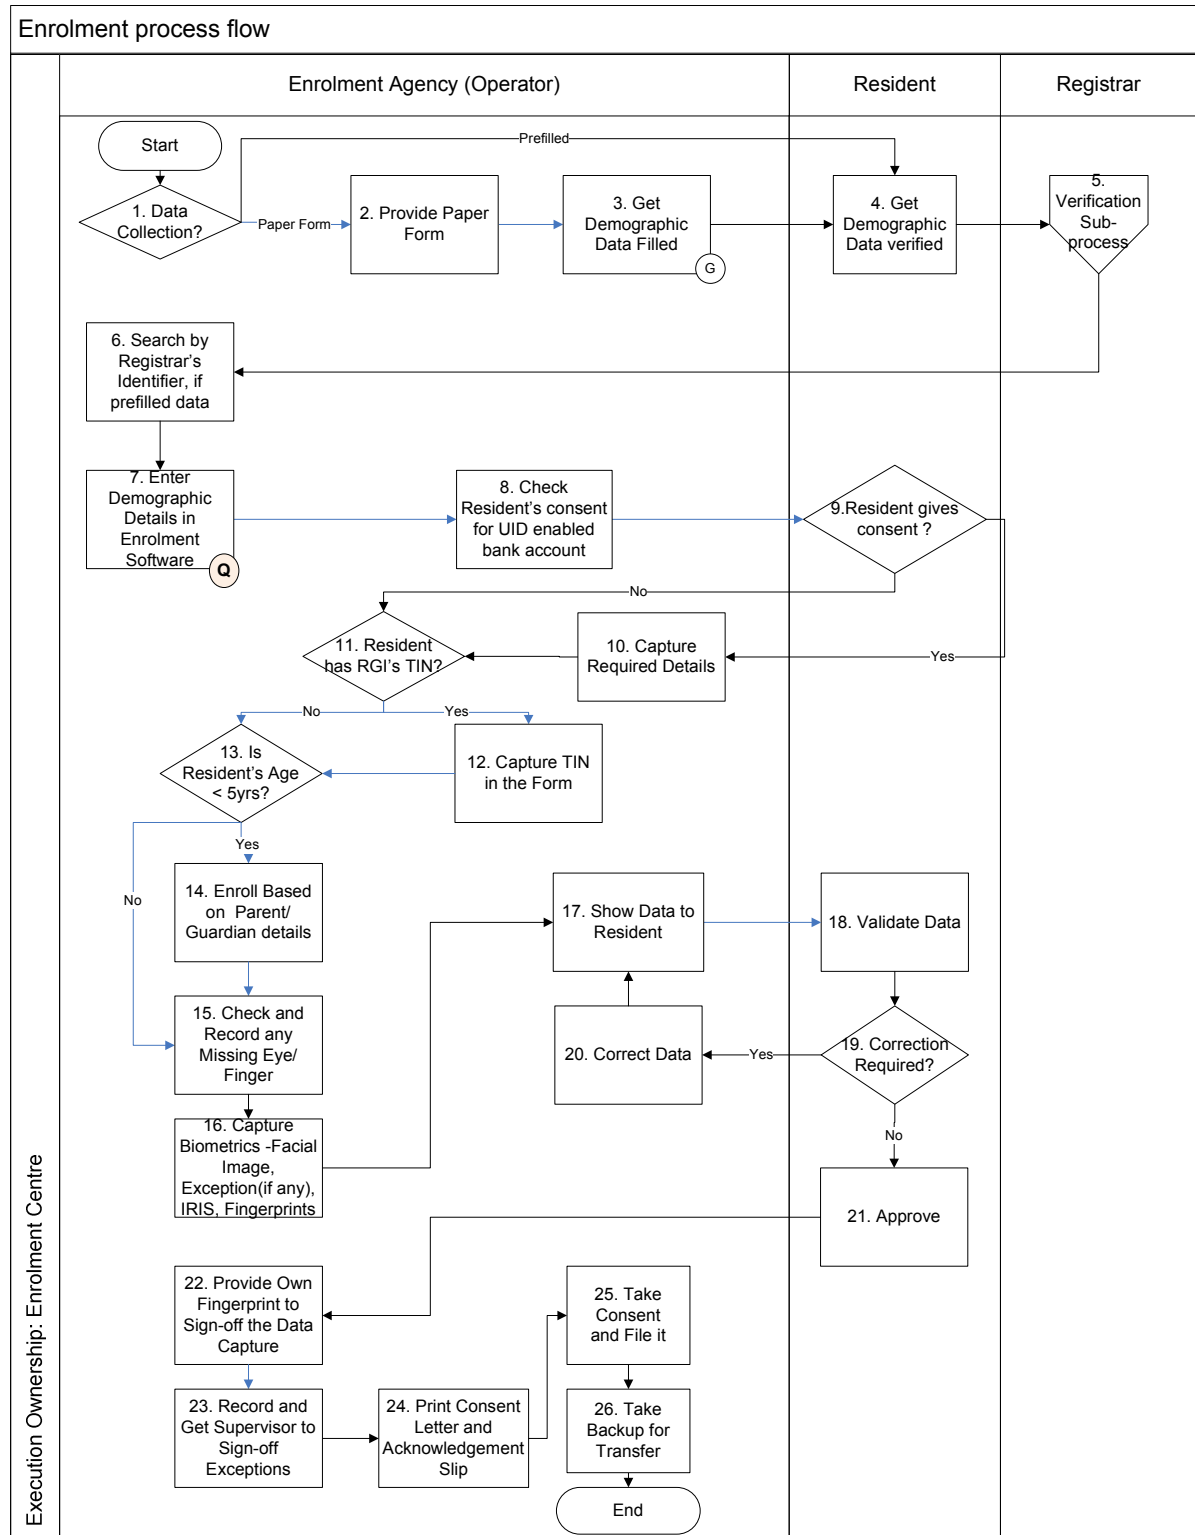 Enrolment process flow
Enrolment Agency (Operator)
Resident
Registrar
Execution Ownership: Enrolment Centre
Start
Prefilled
1. Data
Collection?
Paper Form
2. Provide Paper
Form
3. Get
Demographic
Data Filled
G
4. Get
Demographic
Data verified
5.
Verification
Sub-
process
6. Search by
Registrar's
Identifier, if
prefilled data
7. Enter
Demographic
Details in
Enrolment
Software
Q
8. Check
Resident's consent
for UID enabled
bank account
9.Resident gives
consent ?
No
Yes
10. Capture
Required Details
11. Resident
has RGI's TIN?
No
Yes
12. Capture TIN
in the Form
13. Is
Resident's Age
< 5yrs?
Yes
No
14. Enroll Based
on Parent/
Guardian details
15. Check and
Record any
Missing Eye/
Finger
16. Capture
Biometrics -Facial
Image,
Exception(if any),
IRIS, Fingerprints
17. Show Data to
Resident
18. Validate Data
19. Correction
Required?
Yes
20. Correct Data
No
21. Approve
22. Provide Own
Fingerprint to
Sign-off the Data
Capture
23. Record and
Get Supervisor to
Sign-off
Exceptions
24. Print Consent
Letter and
Acknowledgement
Slip
25. Take
Consent
and File it
26. Take
Backup for
Transfer
End